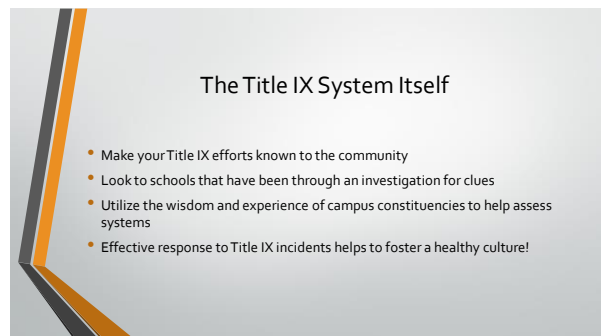 The Title IX System Itself
• Make your Title IX efforts known to the community
• Look to schools that have been through an investigation for clues
• Utilize the wisdom and experience of campus constituencies to help assess
systems
• Effective response to Title IX incidents helps to foster a healthy culture!